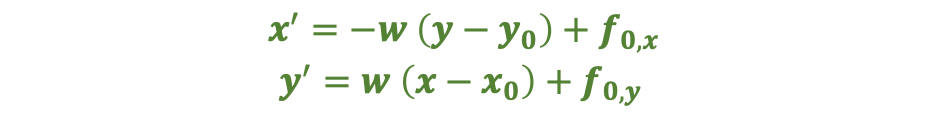 x′ = −w (y − y₀) + f₀,ₓ
y′ = w (x − x₀) + f₀,ᵧ